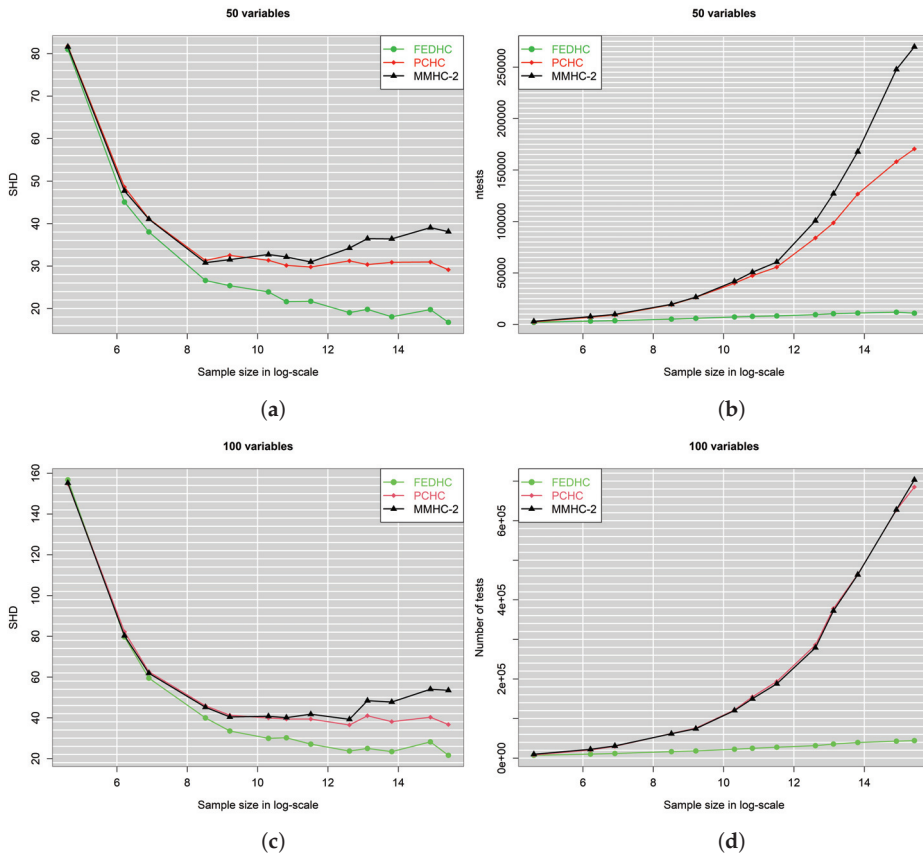 50 variables
80
70
60
50
40
30
20
SHD
6 8 10 12 14
Sample size in log-scale
FEDHC
PCHC
MMHC-2
(a)
50 variables
250000
200000
150000
100000
50000
0
ntests
6 8 10 12 14
Sample size in log-scale
FEDHC
PCHC
MMHC-2
(b)
100 variables
160
140
120
100
80
60
40
20
SHD
6 8 10 12 14
Sample size in log-scale
FEDHC
PCHC
MMHC-2
(c)
100 variables
6e+05
4e+05
2e+05
0e+00
Number of tests
6 8 10 12 14
Sample size in log-scale
FEDHC
PCHC
MMHC-2
(d)